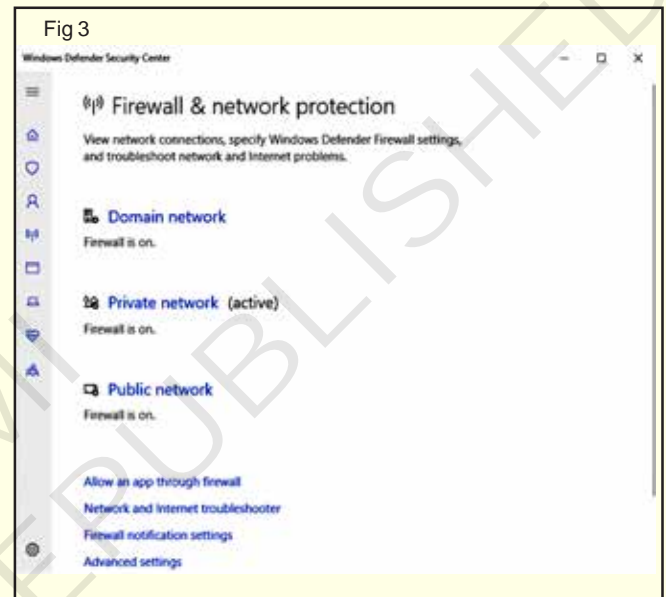 Fig 3
Windows Defender Security Center
Firewall & network protection
View network connections, specify Windows Defender Firewall settings,
and troubleshoot network and Internet problems.
Domain network
Firewall is on.
Private network (active)
Firewall is on.
Public network
Firewall is on.
Allow an app through firewall
Network and Internet troubleshooter
Firewall notification settings
Advanced settings
EPUBLISHED